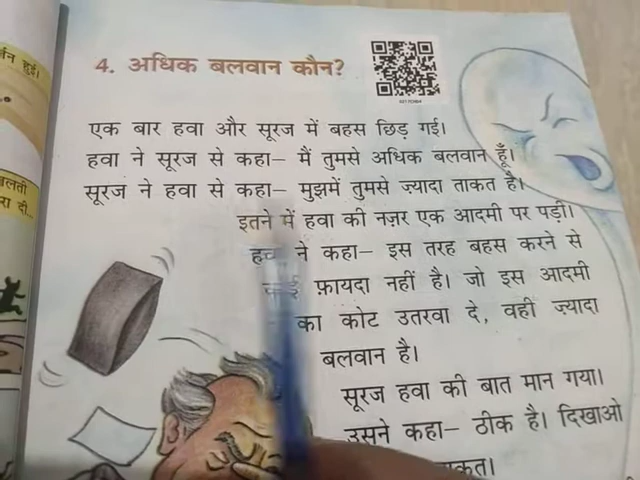 4. अधिक बलवान कौन?
एक बार हवा और सूरज में बहस छिड़ गई।
हवा ने सूरज से कहा– मैं तुमसे अधिक बलवान हूँ।
सूरज ने हवा से कहा– मुझमें तुमसे ज़्यादा ताकत है।
इतने में हवा की नज़र एक आदमी पर पड़ी।
ने कहा– इस तरह बहस करने से
फ़ायदा नहीं है। जो इस आदमी
का कोट उतरवा दे, वही ज़्यादा
बलवान है।
सूरज हवा की बात मान गया।
उसने कहा– ठीक है। दिखाओ